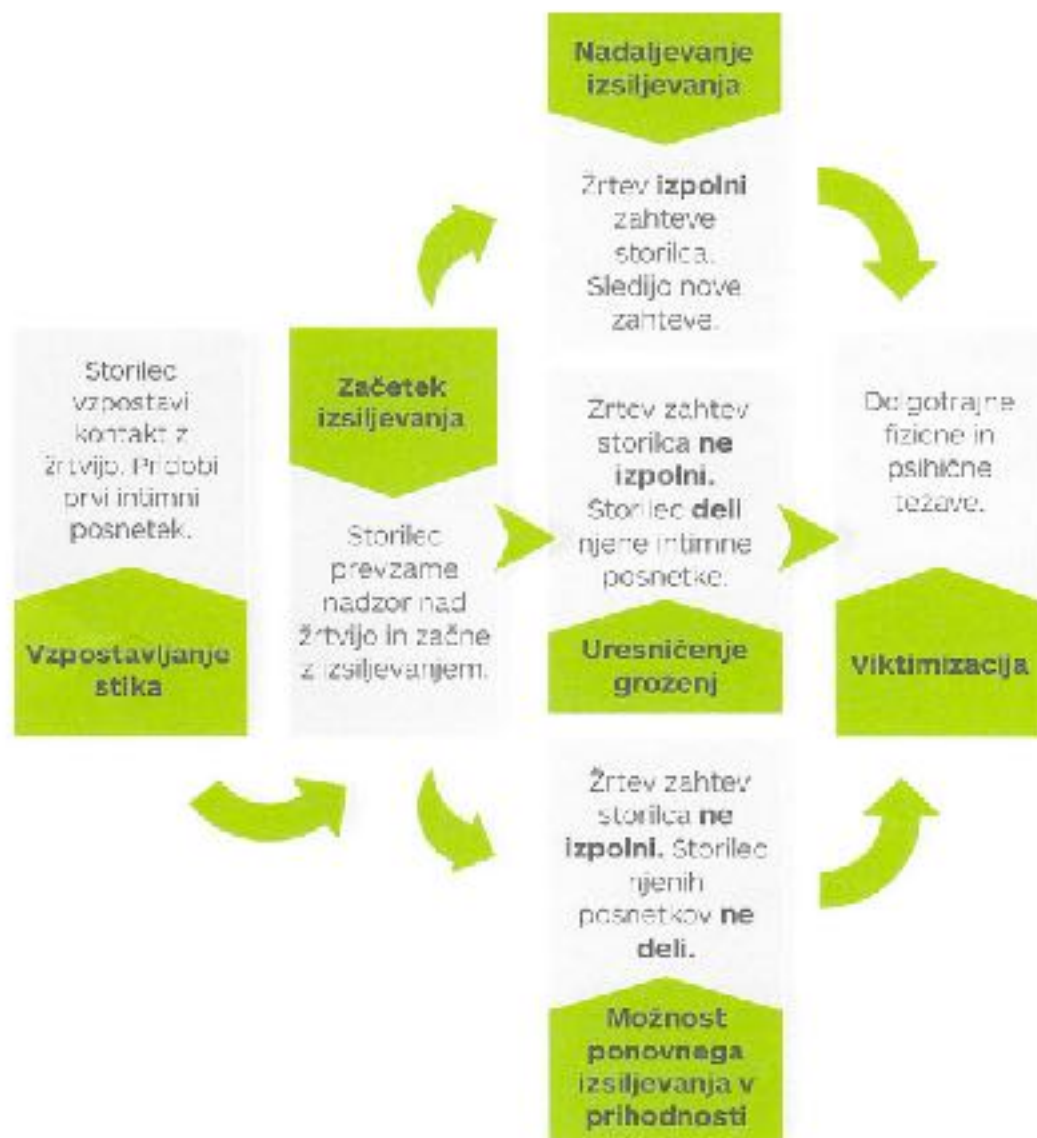 Storilec
vzpostavi
kontakt z
žrtvijo. Pridobi
prvi intimni
posnetek.
Vzpostavljanje
stika
Začetek
izsiljevanja
Storilec
prevzame
nadzor nad
žrtvijo in začne
z izsiljevanjem.
Nadaljevanje
izsiljevanja
Žrtev izpolni
zahteve
storilca.
Sledijo nove
zahteve.
Žrtev zahtev
storilca ne
izpolni.
Storilec deli
njene intimne
posnetke.
Uresničenje
groženj
Žrtev zahtev
storilca ne
izpolni. Storilec
njenih
posnetkov ne
deli.
Možnost
ponovnega
izsiljevanja v
prihodnosti
Dolgotrajne
fizične in
psihične
težave.
Viktimizacija